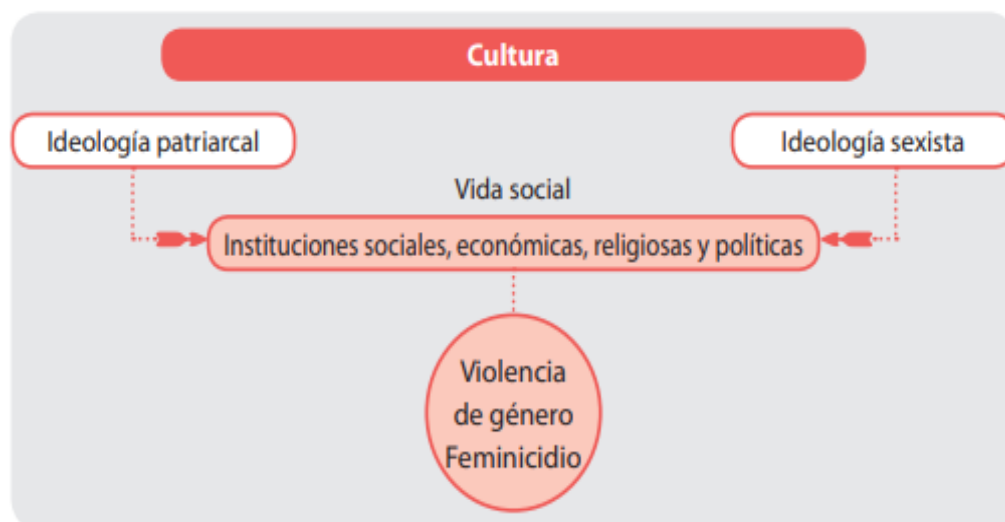 Cultura
Ideología patriarcal
Ideología sexista
Vida social
Instituciones sociales, económicas, religiosas y políticas
Violencia
de género
Feminicidio